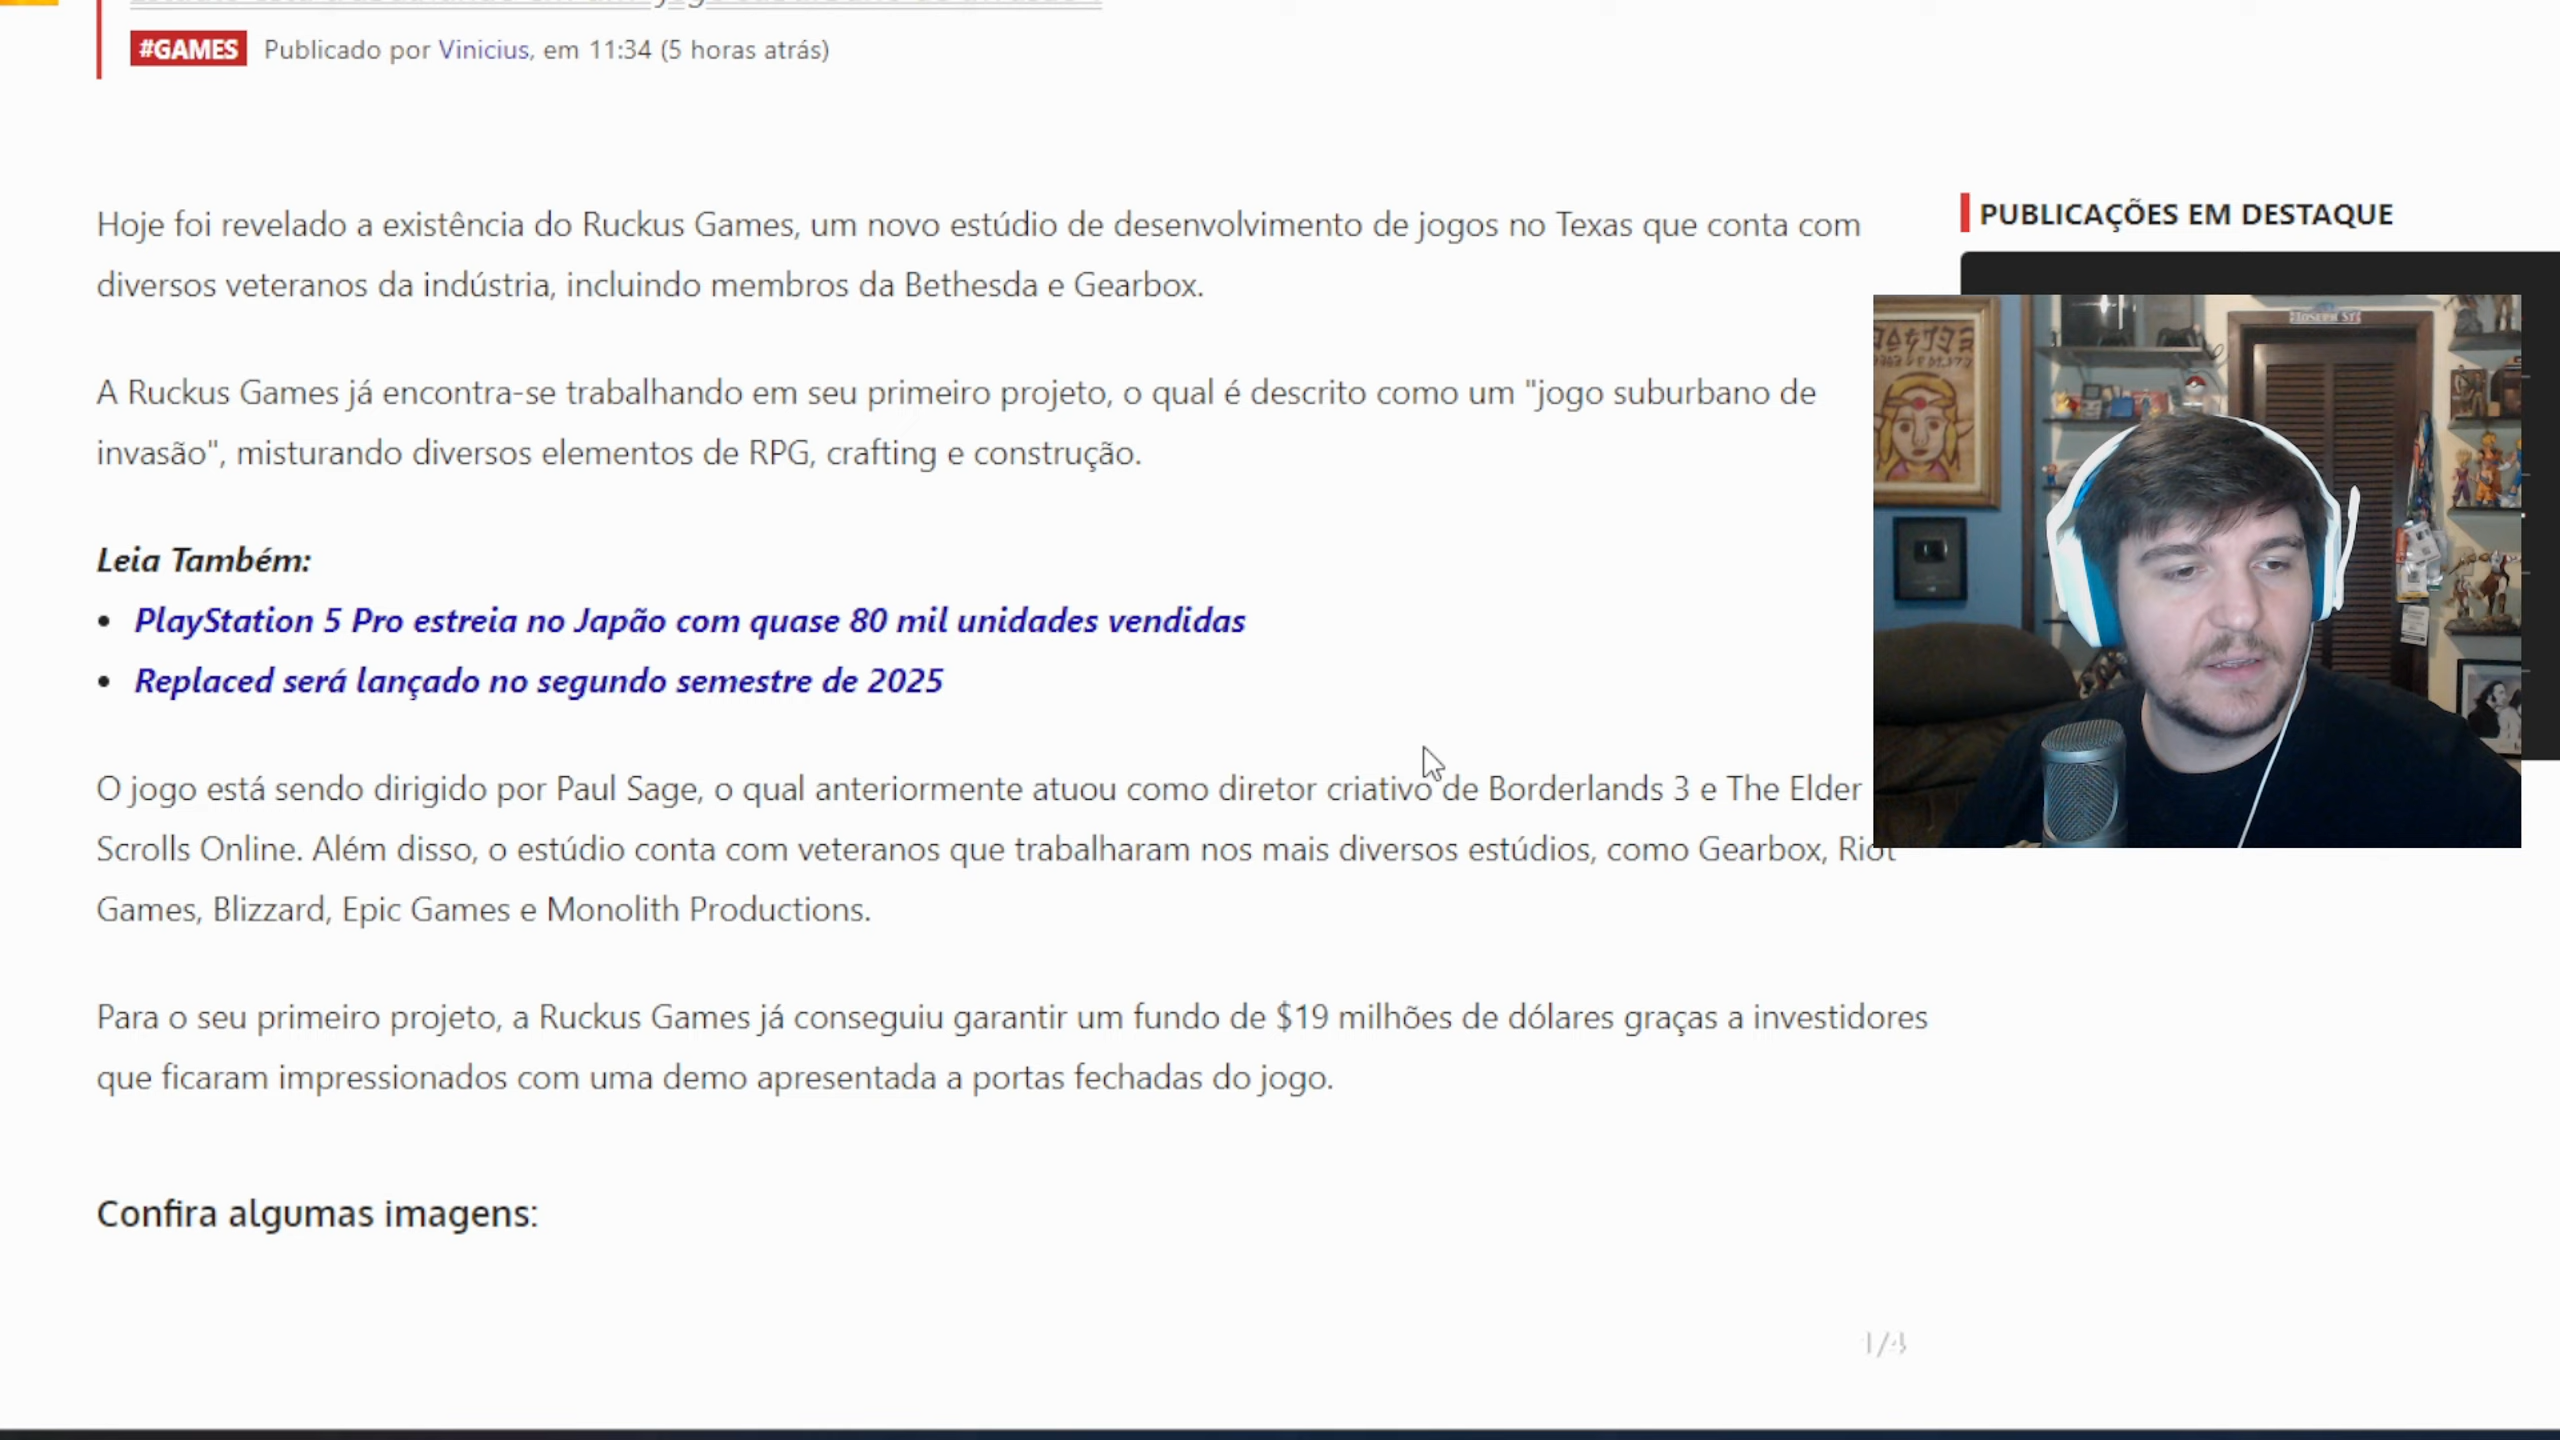 #GAMES Publicado por Vinicius, em 11:34 (5 horas atrás)
Hoje foi revelado a existência do Ruckus Games, um novo estúdio de desenvolvimento de jogos no Texas que conta com
diversos veteranos da indústria, incluindo membros da Bethesda e Gearbox.
A Ruckus Games já encontra-se trabalhando em seu primeiro projeto, o qual é descrito como um "jogo suburbano de
invasão", misturando diversos elementos de RPG, crafting e construção.
Leia Também:
• PlayStation 5 Pro estreia no Japão com quase 80 mil unidades vendidas
• Replaced será lançado no segundo semestre de 2025
O jogo está sendo dirigido por Paul Sage, o qual anteriormente atuou como diretor criativo de Borderlands 3 e The Elder
Scrolls Online. Além disso, o estúdio conta com veteranos que trabalharam nos mais diversos estúdios, como Gearbox, Riot
Games, Blizzard, Epic Games e Monolith Productions.
Para o seu primeiro projeto, a Ruckus Games já conseguiu garantir um fundo de $19 milhões de dólares graças a investidores
que ficaram impressionados com uma demo apresentada a portas fechadas do jogo.
Confira algumas imagens:
1/4
PUBLICAÇÕES EM DESTAQUE
JOSEPH ST